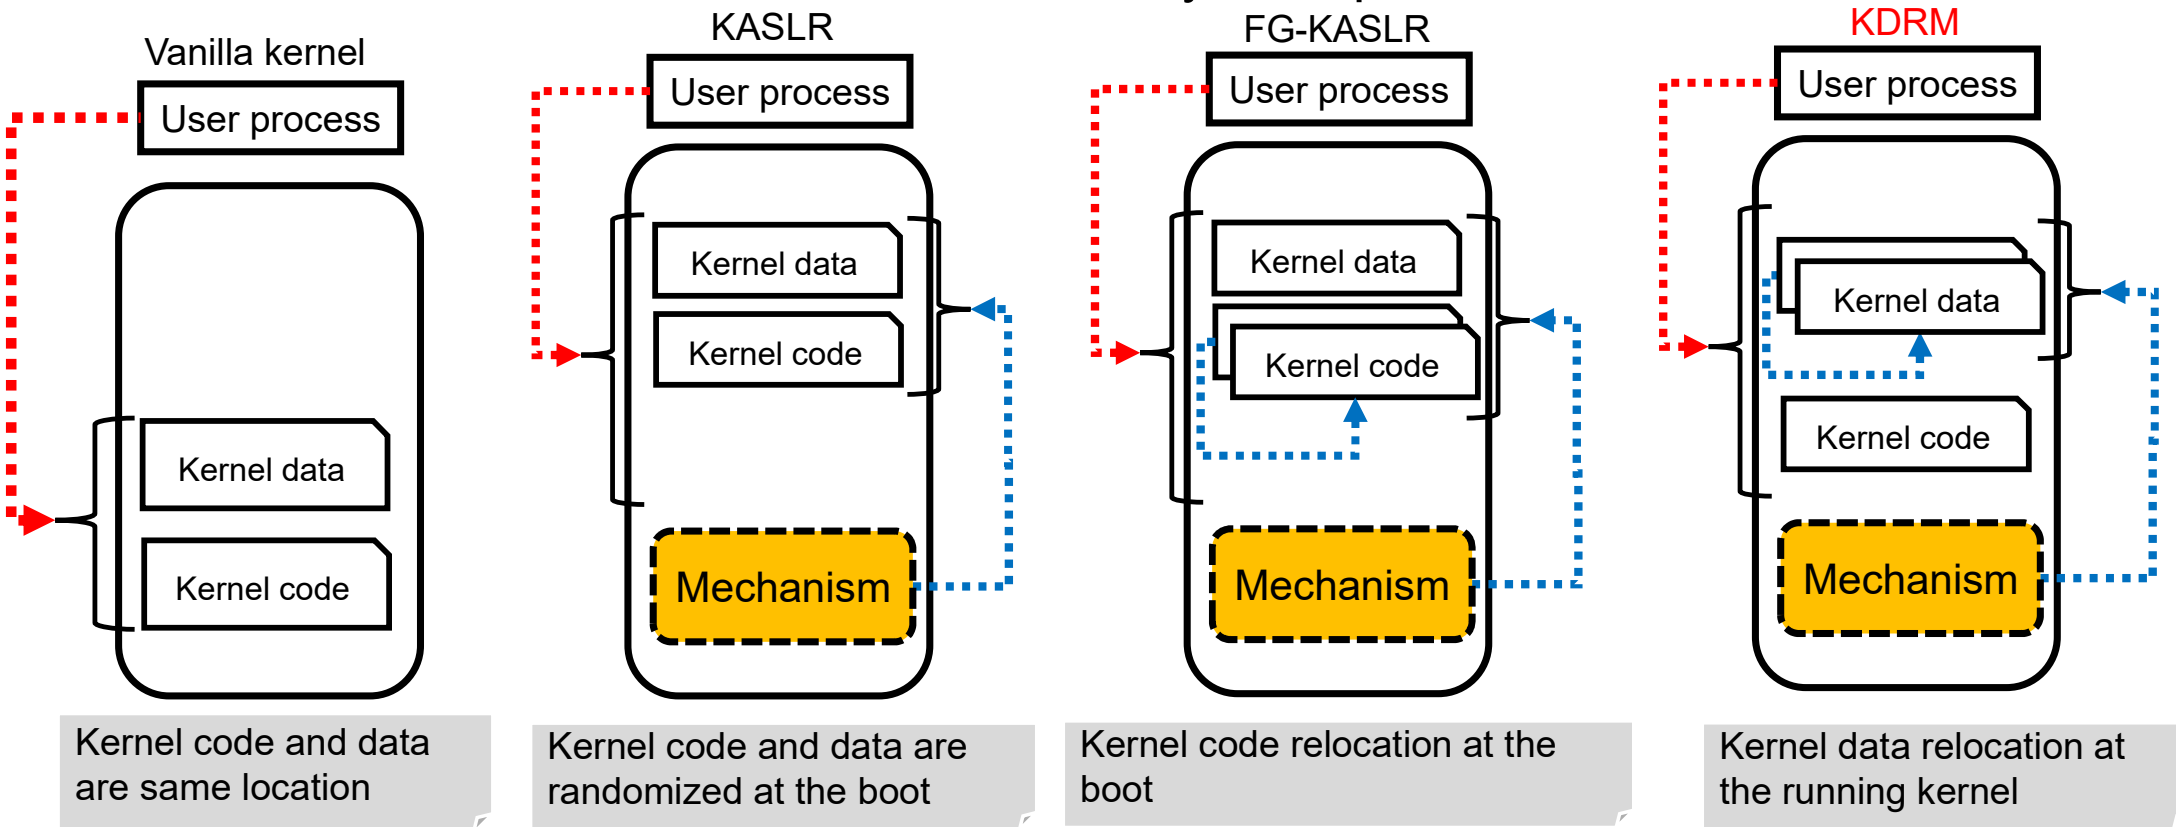 Vanilla kernel
User process
Kernel data
Kernel code
Kernel code and data
are same location
KASLR
User process
Kernel data
Kernel code
Mechanism
Kernel code and data are
randomized at the boot
FG-KASLR
User process
Kernel data
Kernel code
Mechanism
Kernel code relocation at the
boot
KDRM
User process
Kernel data
Kernel code
Mechanism
Kernel data relocation at
the running kernel